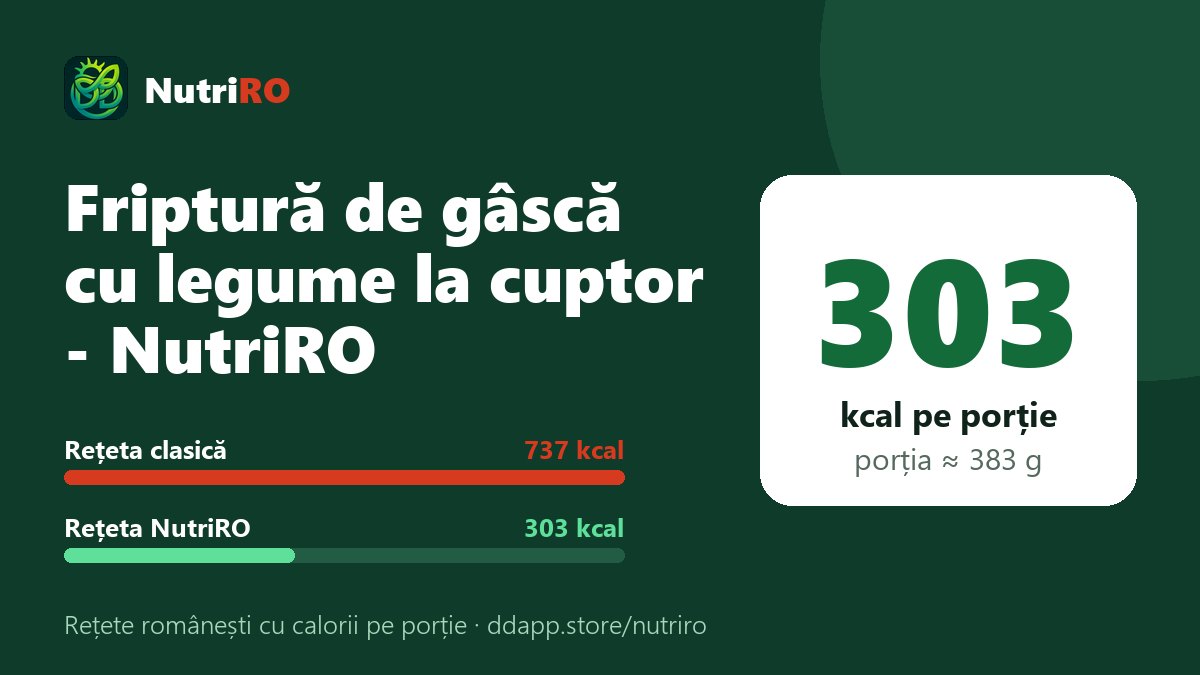 NutriRO
Friptură de gâscă
cu legume la cuptor
- NutriRO
Rețeta clasică 737 kcal
Rețeta NutriRO 303 kcal
303
kcal pe porție
porția ≈ 383 g
Rețete românești cu calorii pe porție · ddapp.store/nutriro